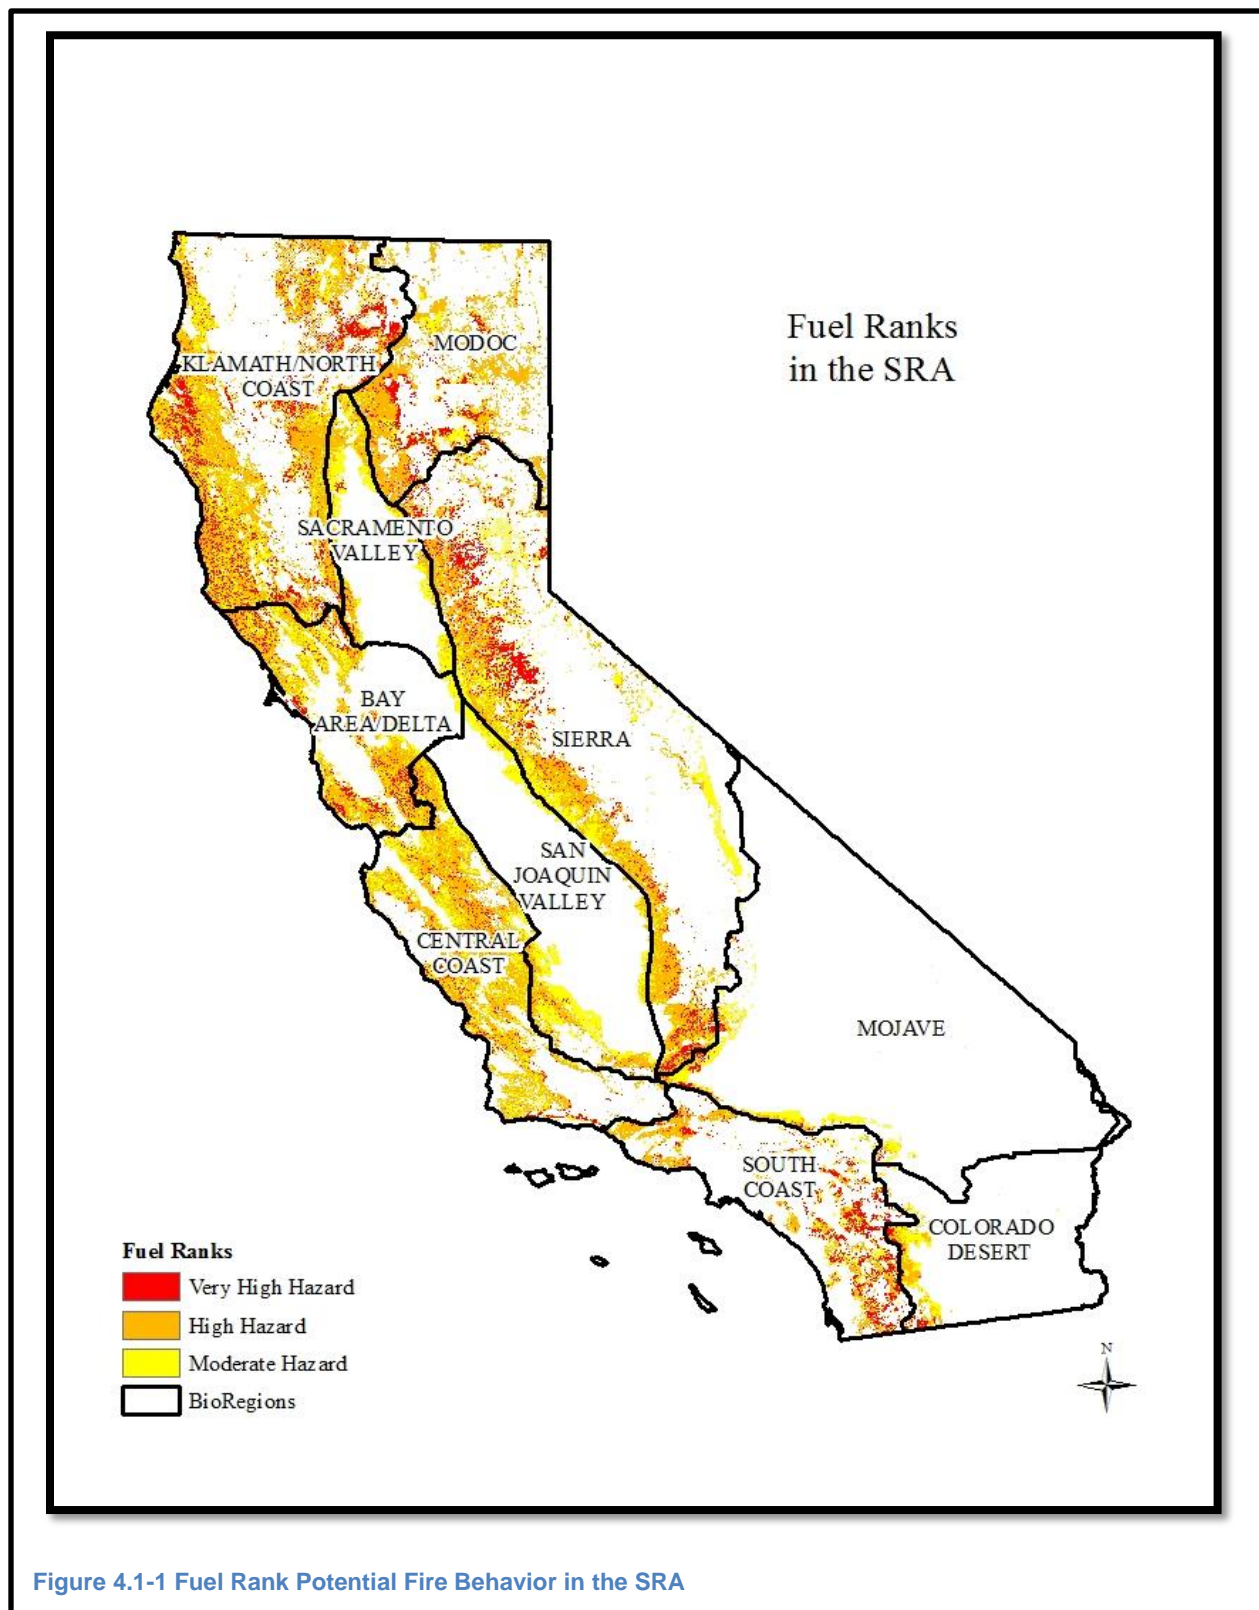 Fuel Ranks
in the SRA
MODOC
KLAMATH/NORTH
COAST
SACRAMENTO
VALLEY
BAY
AREA/DELTA
SIERRA
SAN
JOAQUIN
VALLEY
CENTRAL
COAST
MOJAVE
SOUTH
COAST
COLORADO
DESERT
Fuel Ranks
Very High Hazard
High Hazard
Moderate Hazard
BioRegions
N
Figure 4.1-1 Fuel Rank Potential Fire Behavior in the SRA